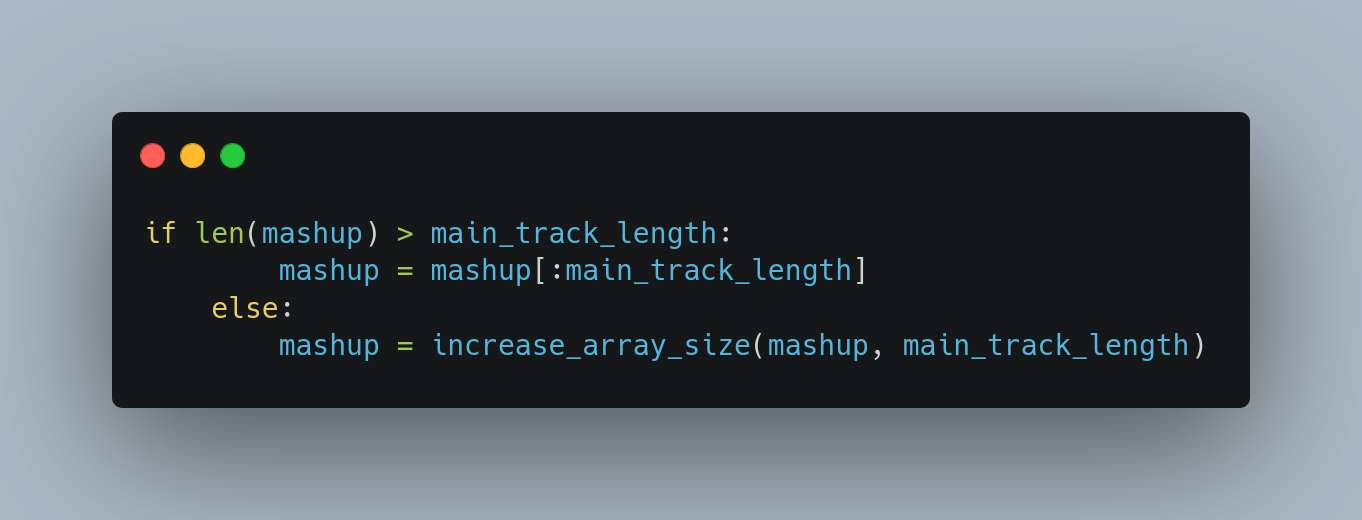 if len(mashup) > main_track_length:
        mashup = mashup[:main_track_length]
    else:
        mashup = increase_array_size(mashup, main_track_length)